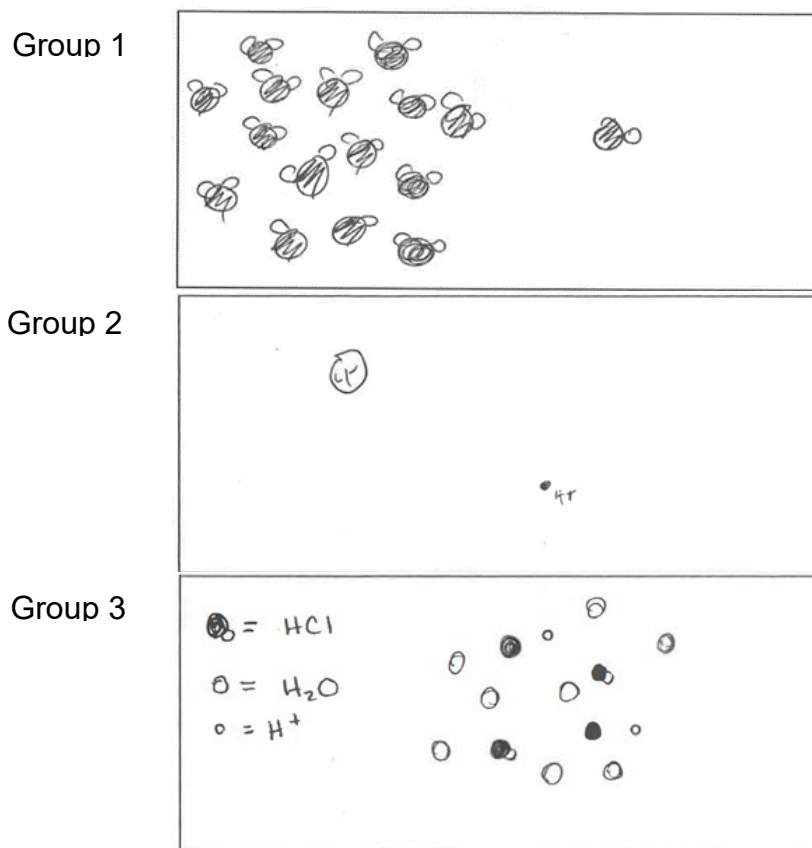 Group 1
Group 2
H+
Group 3
= HCl
= H₂O
= H⁺